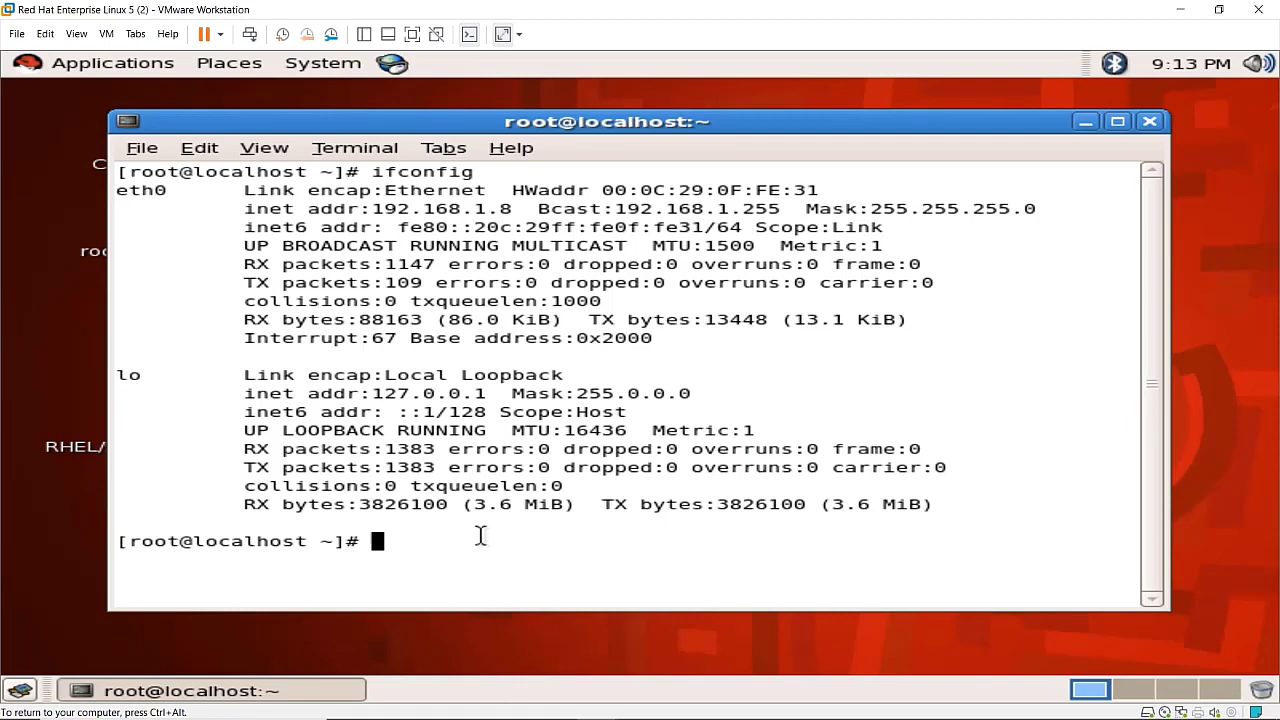 Red Hat Enterprise Linux 5 (2) - VMware Workstation
File Edit View VM Tabs Help
Applications Places System 9:13 PM
root@localhost:~
File Edit View Terminal Tabs Help
[root@localhost ~]# ifconfig
eth0 Link encap:Ethernet HWaddr 00:0C:29:0F:FE:31
inet addr:192.168.1.8 Bcast:192.168.1.255 Mask:255.255.255.0
inet6 addr: fe80::20c:29ff:fe0f:fe31/64 Scope:Link
UP BROADCAST RUNNING MULTICAST MTU:1500 Metric:1
RX packets:1147 errors:0 dropped:0 overruns:0 frame:0
TX packets:109 errors:0 dropped:0 overruns:0 carrier:0
collisions:0 txqueuelen:1000
RX bytes:88163 (86.0 KiB) TX bytes:13448 (13.1 KiB)
Interrupt:67 Base address:0x2000
lo Link encap:Local Loopback
inet addr:127.0.0.1 Mask:255.0.0.0
inet6 addr: ::1/128 Scope:Host
UP LOOPBACK RUNNING MTU:16436 Metric:1
RX packets:1383 errors:0 dropped:0 overruns:0 frame:0
TX packets:1383 errors:0 dropped:0 overruns:0 carrier:0
collisions:0 txqueuelen:0
RX bytes:3826100 (3.6 MiB) TX bytes:3826100 (3.6 MiB)
[root@localhost ~]#
C
roo
RHEL/
root@localhost:~
To return to your computer, press Ctrl+Alt.